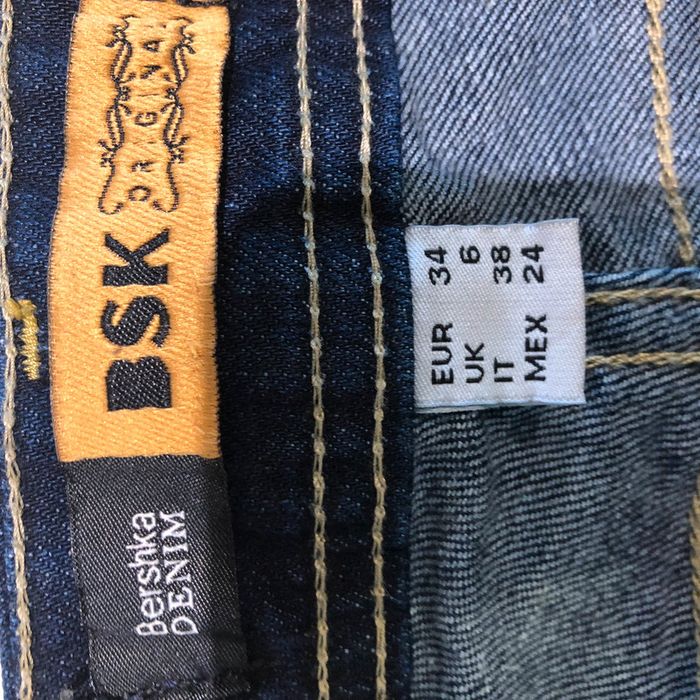 BSK
ORIGINAL
Bershka
DENIM
EUR 34
UK 6
IT 38
MEX 24